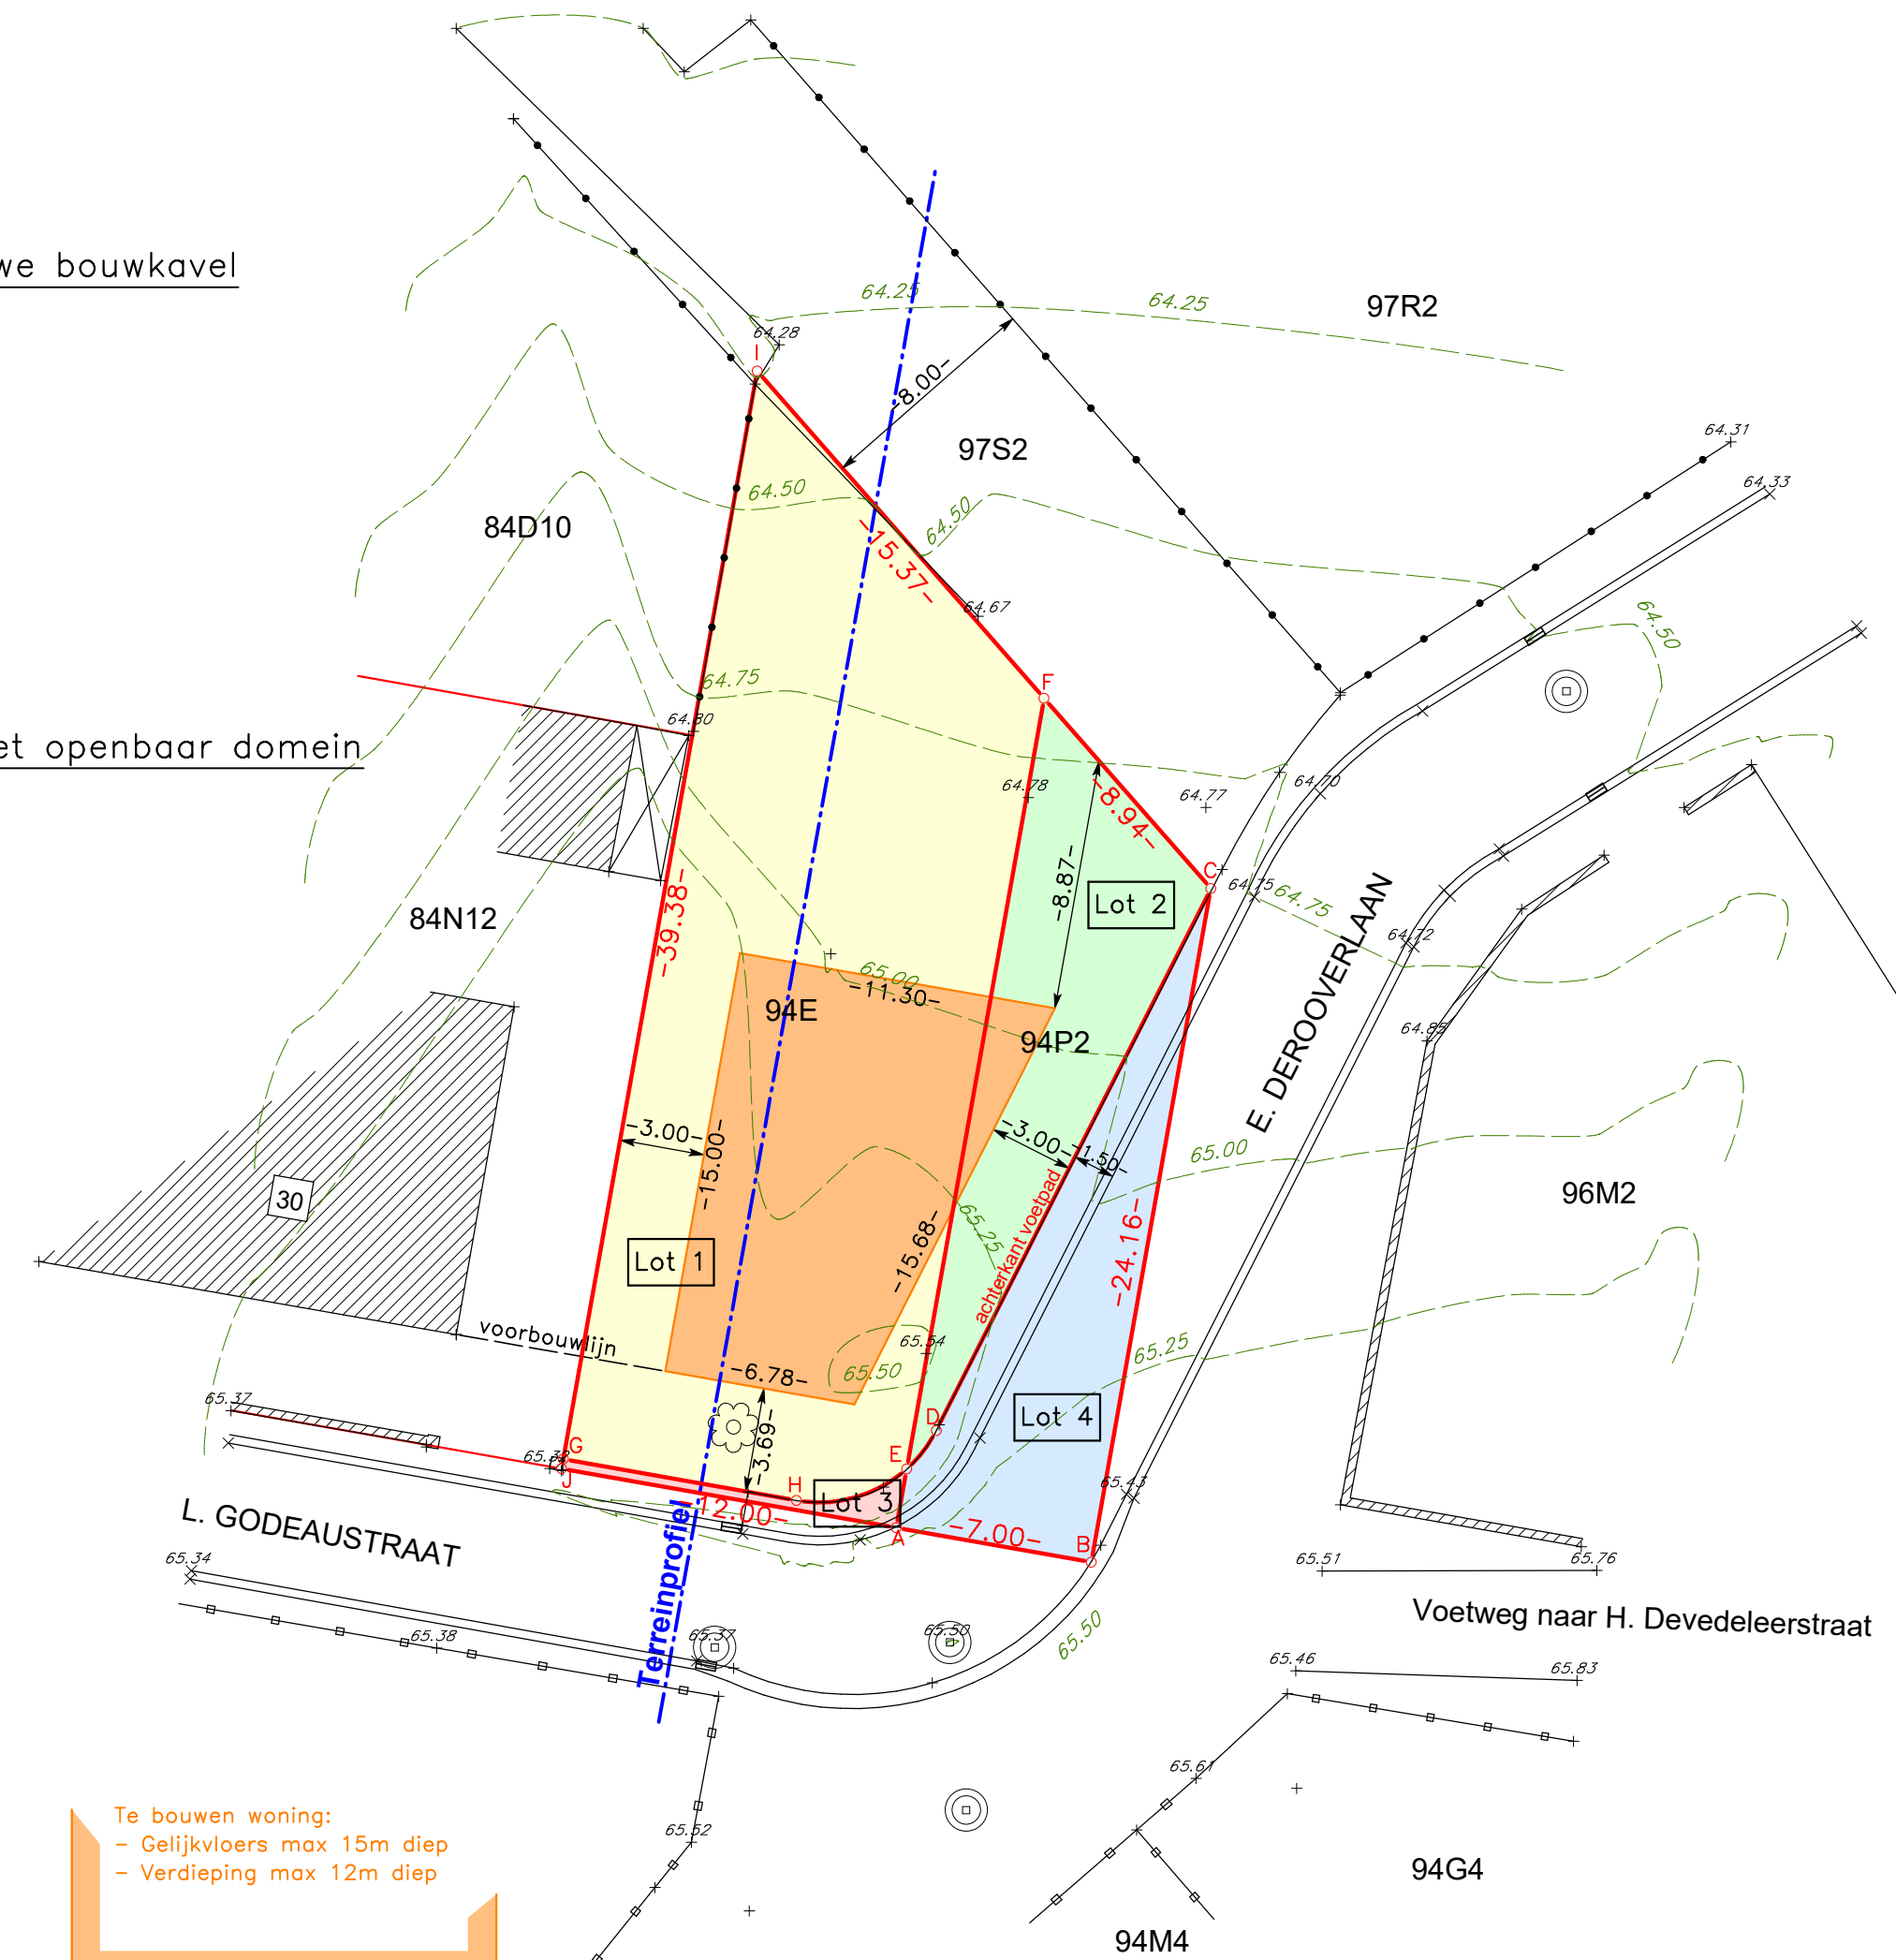 we bouwkavel
et openbaar domein
64.25
64.25
97R2
64.28
I
-8.00-
97S2
64.31
64.33
84D10
64.50
64.50
-15.37-
64.67
64.50
F
64.75
64.80
64.78
64.77
64.70
-8.94-
C
64.75
64.75
Lot 2
-8.87-
84N12
-39.38-
64.72
E. DEROOVERLAAN
65.00
-11.30-
94E
94P2
64.85
-3.00-
-15.00-
-3.00-
-1.50-
65.00
achterkant voetpad
96M2
30
Lot 1
65.25
-15.68-
-24.16-
voorbouwlijn
65.54
65.25
-6.78-
65.50
65.37
Lot 4
D
-3.69-
G
E
J
H
Lot 3
65.43
-12.00-
A
-7.00-
B
L. GODEAUSTRAAT
65.34
65.51
65.76
Voetweg naar H. Devedeleerstraat
Terreinprofiel
65.38
65.37
65.50
65.50
65.46
65.83
65.61
65.52
Te bouwen woning:
- Gelijkvloers max 15m diep
- Verdieping max 12m diep
94G4
94M4